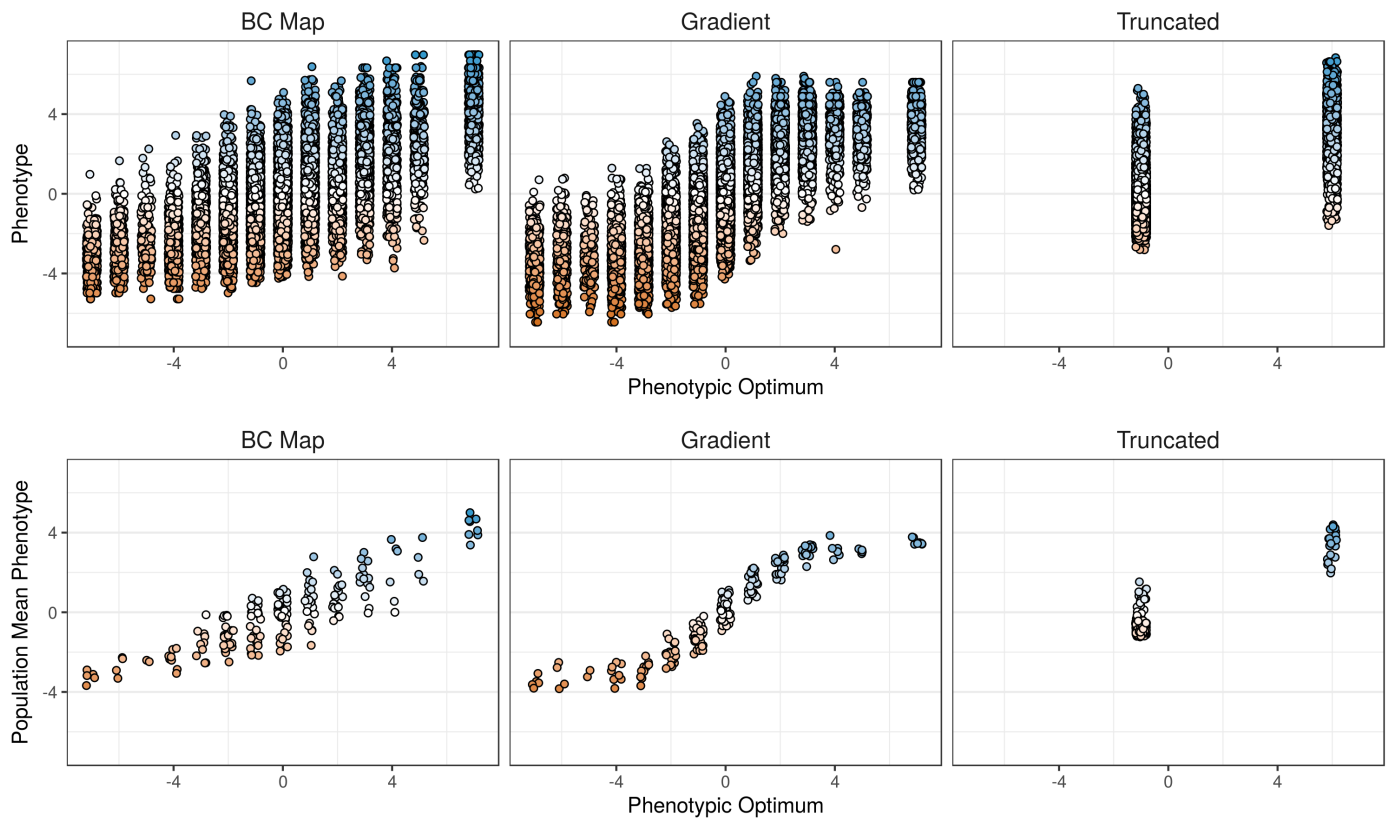 BC Map Gradient Truncated
Phenotype
4
0
-4
-4 0 4 -4 0 4 -4 0 4
Phenotypic Optimum
BC Map Gradient Truncated
Population Mean Phenotype
4
0
-4
-4 0 4 -4 0 4 -4 0 4
Phenotypic Optimum